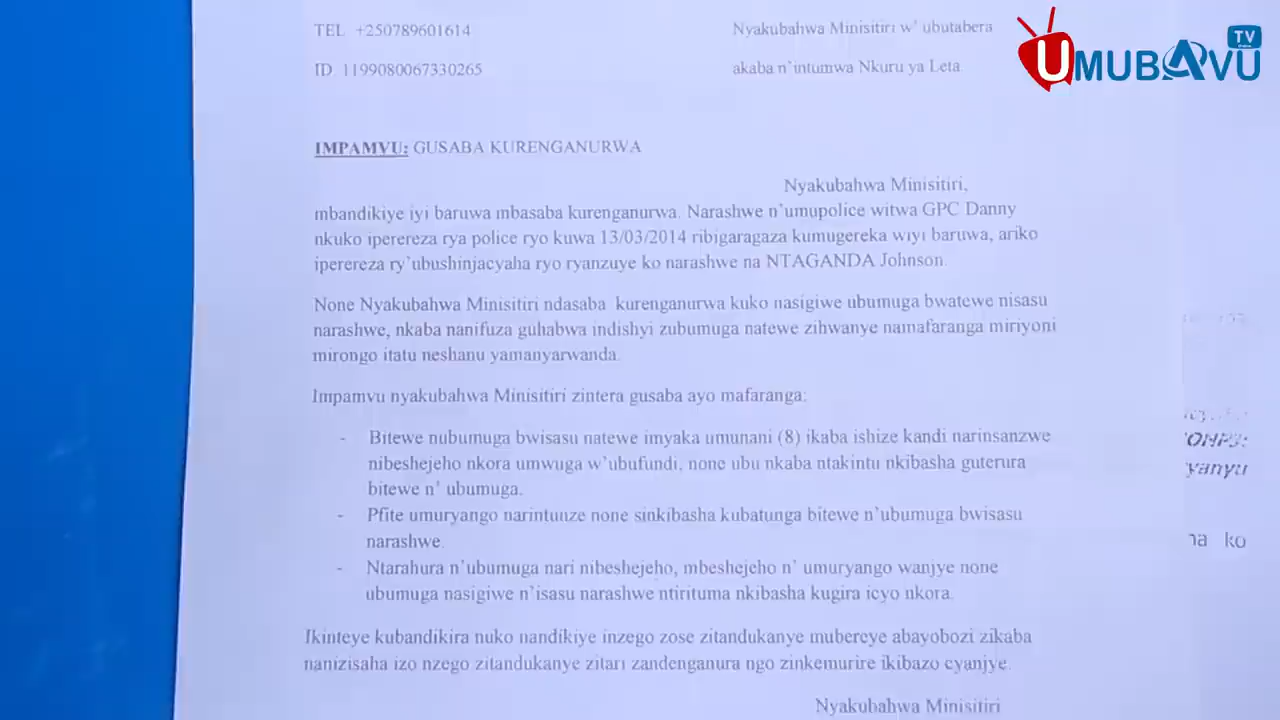 TEL +250789601614
Nyakubahwa Minisitiri w' ubutabera
ID 1199080067330265
akaba n'intumwa Nkuru ya Leta.
UMUBAVU TV
IMPAMVU: GUSABA KURENGANURWA
Nyakubahwa Minisitiri,
mbandikiye iyi baruwa mbasaba kurenganurwa. Narashwe n'umupolice witwa GPC Danny
nkuko iperereza rya police ryo kuwa 13/03/2014 ribigaragaza kumugereka wiyi baruwa, ariko
iperereza ry'ubushinjacyaha ryo ryanzuye ko narashwe na NTAGANDA Johnson.
None Nyakubahwa Minisitiri ndasaba kurenganurwa kuko nasigiwe ubumuga bwatewe nisasu
narashwe, nkaba nanifuza guhabwa indishyi zubumuga natewe zihwanye namafaranga miriyoni
mirongo itatu neshanu yamanyarwanda.
Impamvu nyakubahwa Minisitiri zintera gusaba ayo mafaranga:
- Bitewe nubumuga bwisasu natewe imyaka umunani (8) ikaba ishize kandi narinsanzwe
nibeshejeho nkora umwuga w'ubufundi, none ubu nkaba ntakintu nkibasha guterura
bitewe n' ubumuga.
- Pfite umuryango narintunze none sinkibasha kubatunga bitewe n'ubumuga bwisasu
narashwe.
- Ntarahura n'ubumuga nari nibeshejeho, mbeshejeho n' umuryango wanjye none
ubumuga nasigiwe n'isasu narashwe ntirituma nkibasha kugira icyo nkora.
Ikinteye kubandikira nuko nandikiye inzego zose zitandukanye mubereye abayobozi zikaba
nanizisaha izo nzego zitandukanye zitari zandenganura ngo zinkemurire ikibazo cyanjye.
Nyakubahwa Minisitiri
yanyu
ko